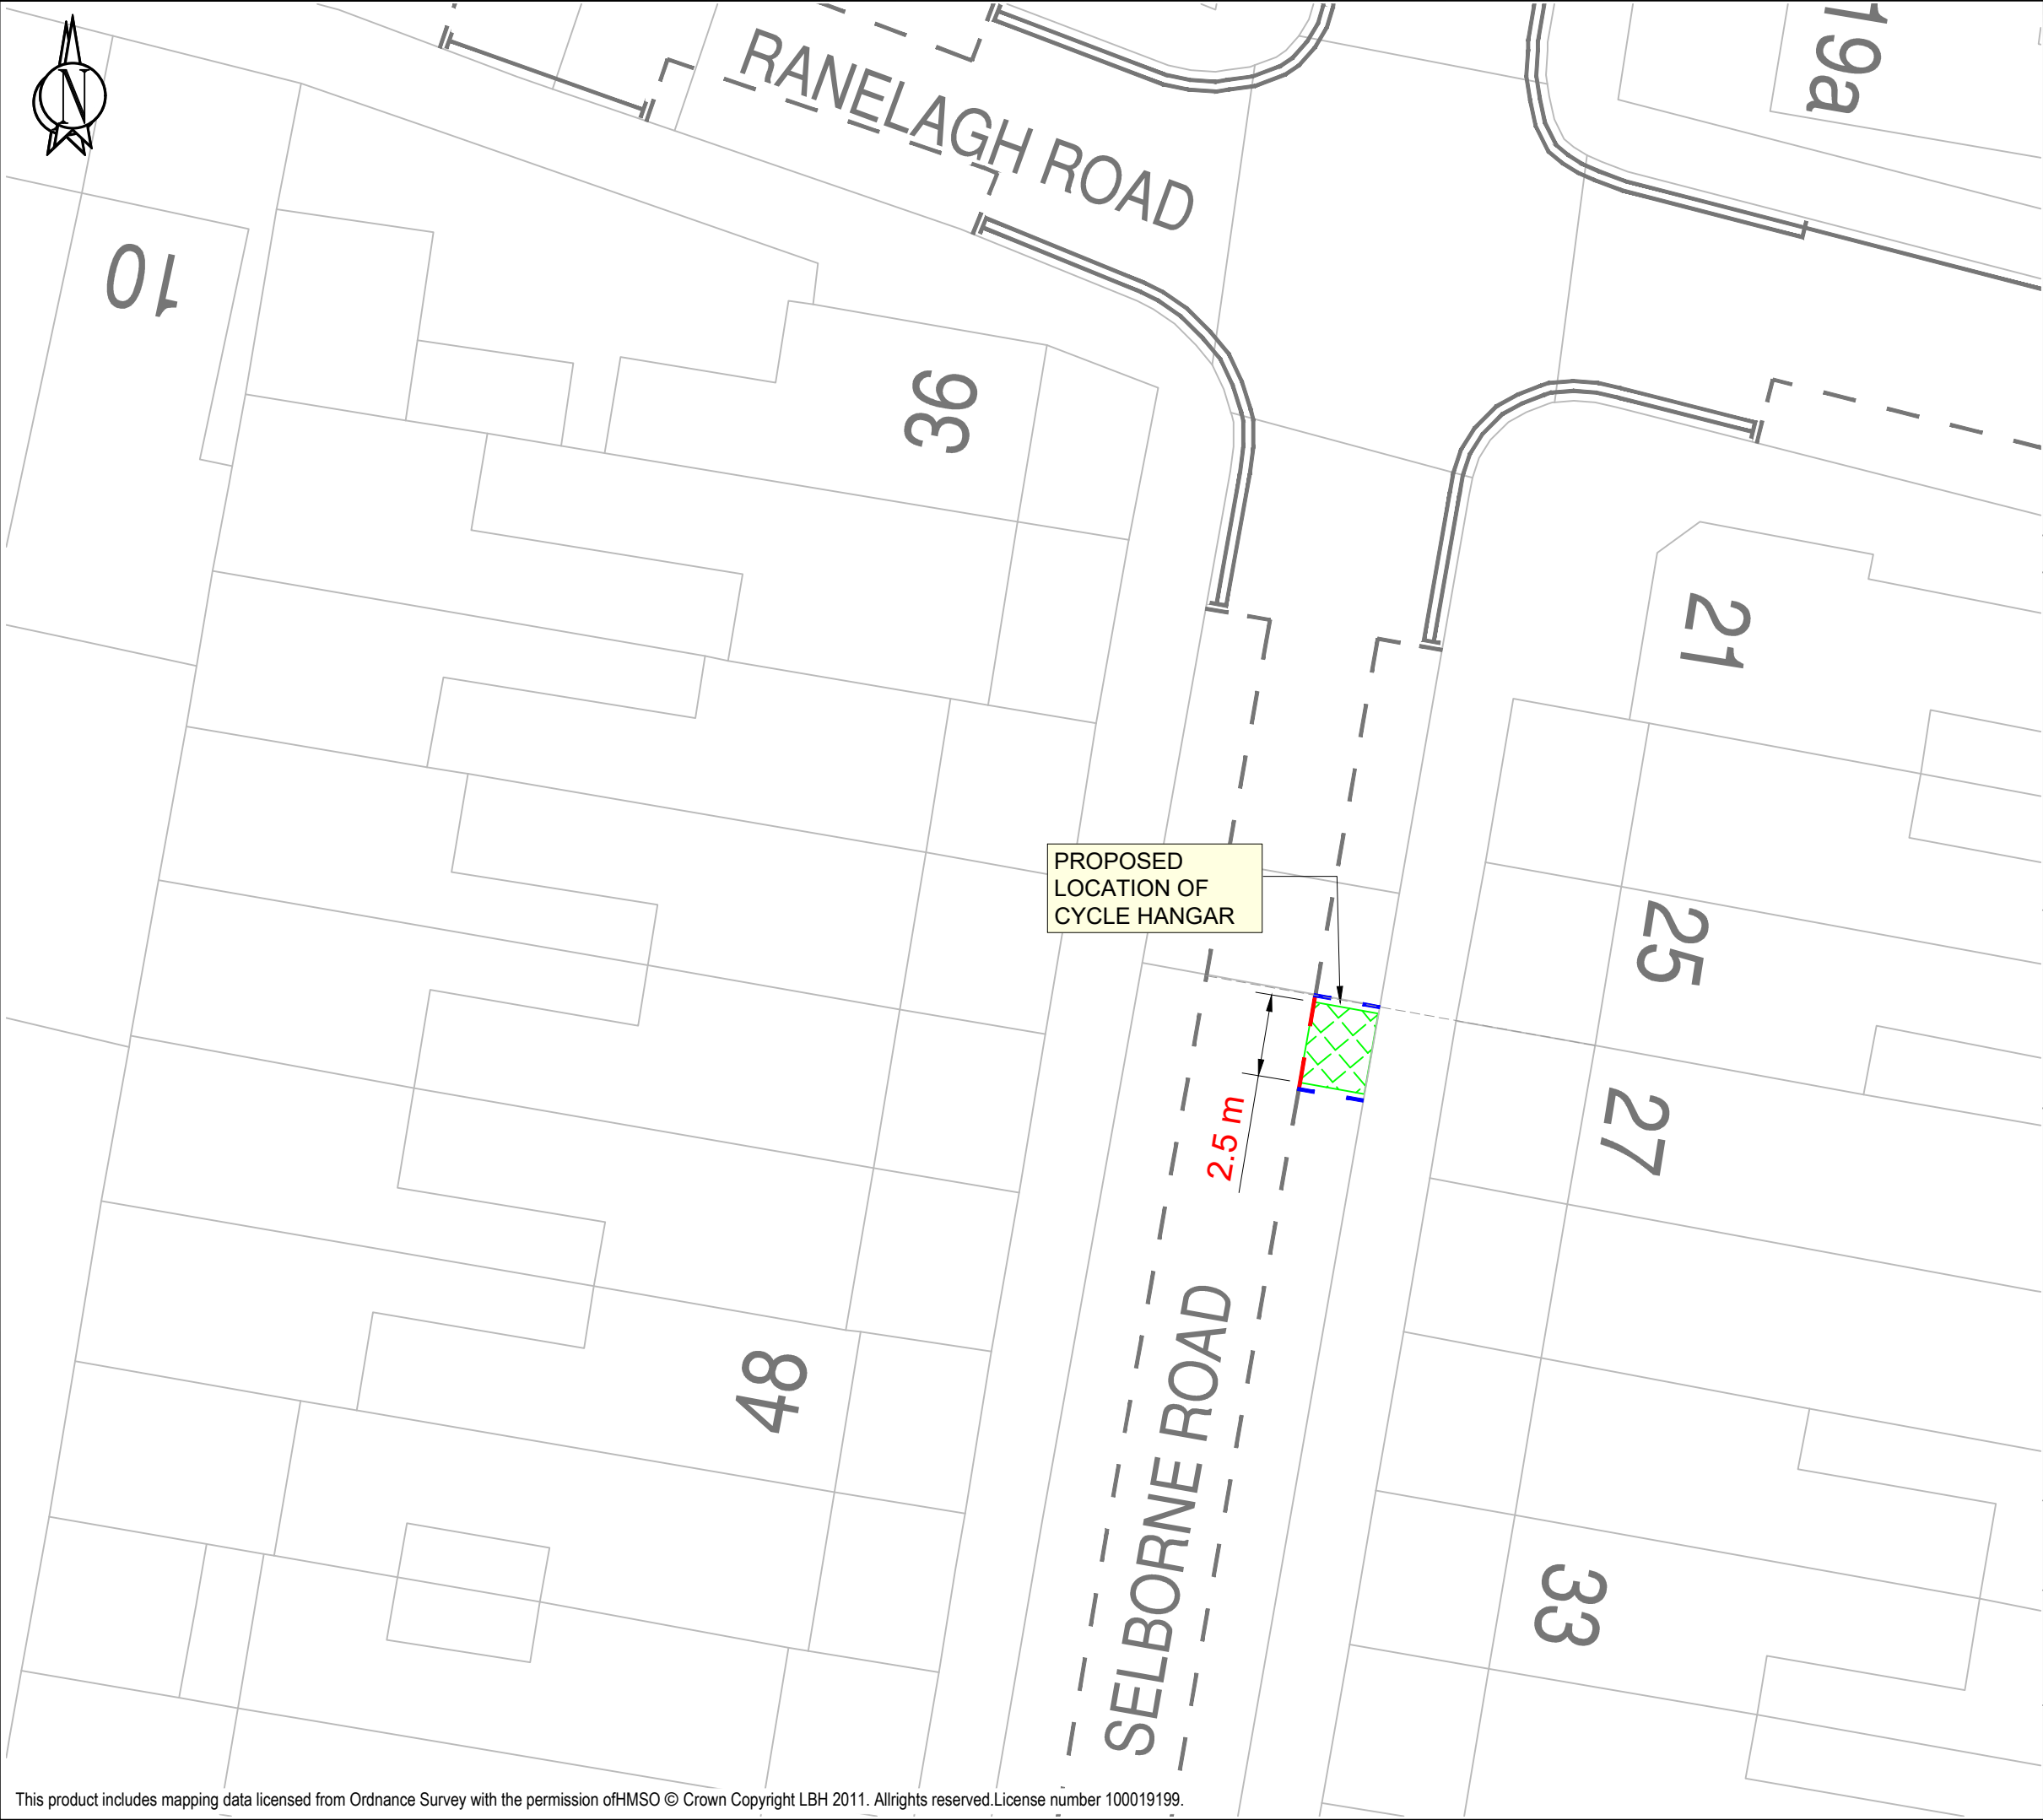 N
RANELAGH ROAD
19a
10
36
21
PROPOSED
LOCATION OF
CYCLE HANGAR
25
2.5 m
27
SELBORNE ROAD
48
33
This product includes mapping data licensed from Ordnance Survey with the permission ofHMSO © Crown Copyright LBH 2011. Allrights reserved.License number 100019199.